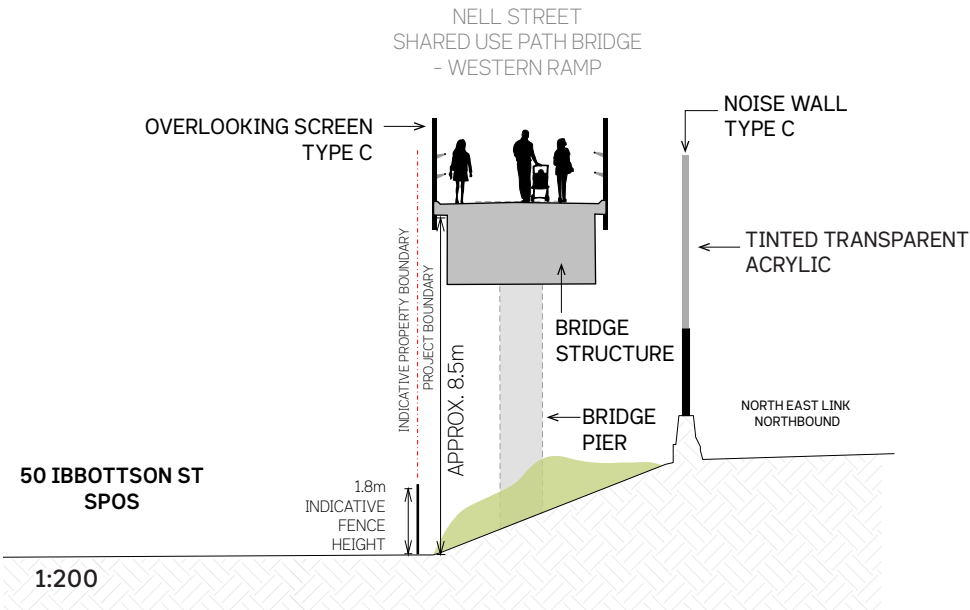 NELL STREET
SHARED USE PATH BRIDGE
- WESTERN RAMP
OVERLOOKING SCREEN
TYPE C
NOISE WALL
TYPE C
TINTED TRANSPARENT
ACRYLIC
INDICATIVE PROPERTY BOUNDARY
PROJECT BOUNDARY
APPROX. 8.5m
BRIDGE
STRUCTURE
BRIDGE
PIER
NORTH EAST LINK
NORTHBOUND
50 IBBOTTSON ST
SPOS
1.8m
INDICATIVE
FENCE
HEIGHT
1:200